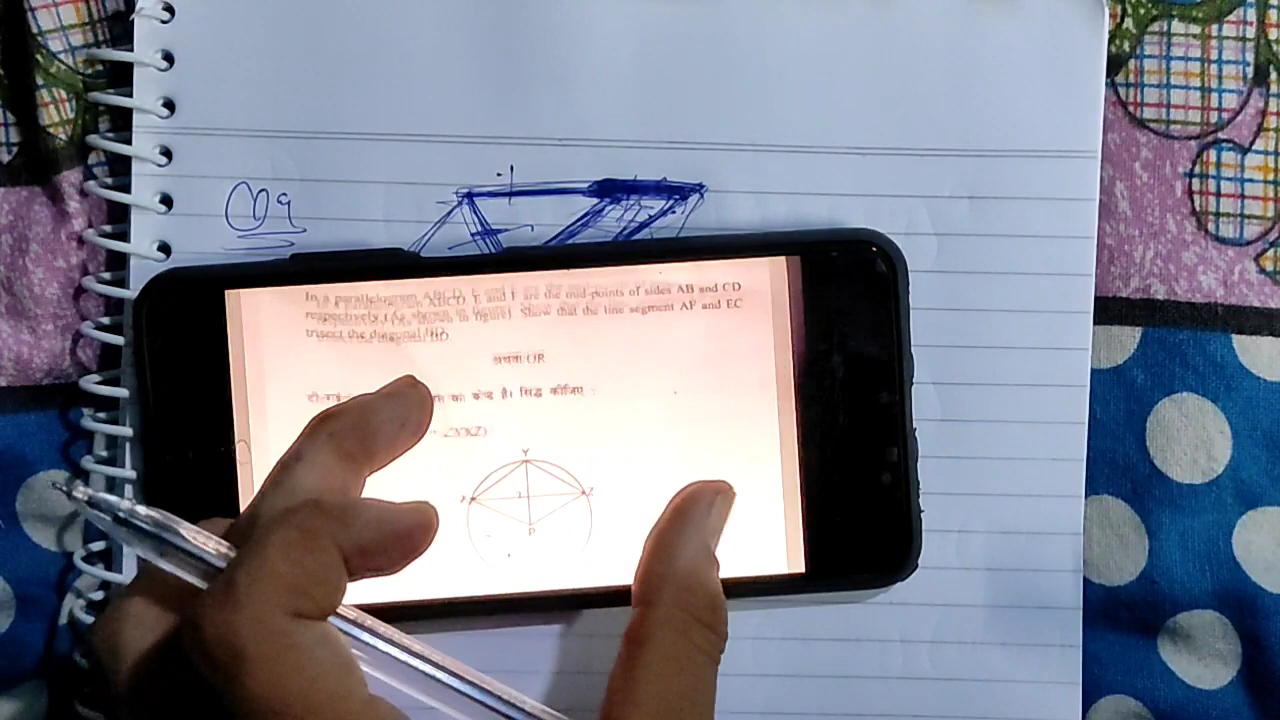 Q9
In a parallelogram ABCD, E and F are the mid-points of sides AB and CD
respectively (As shown in figure). Show that the line segment AF and EC
trisect the diagonal BD.
अथवा/OR
दी गई का केन्द्र है। सिद्ध कीजिए :
Y
X Z
P